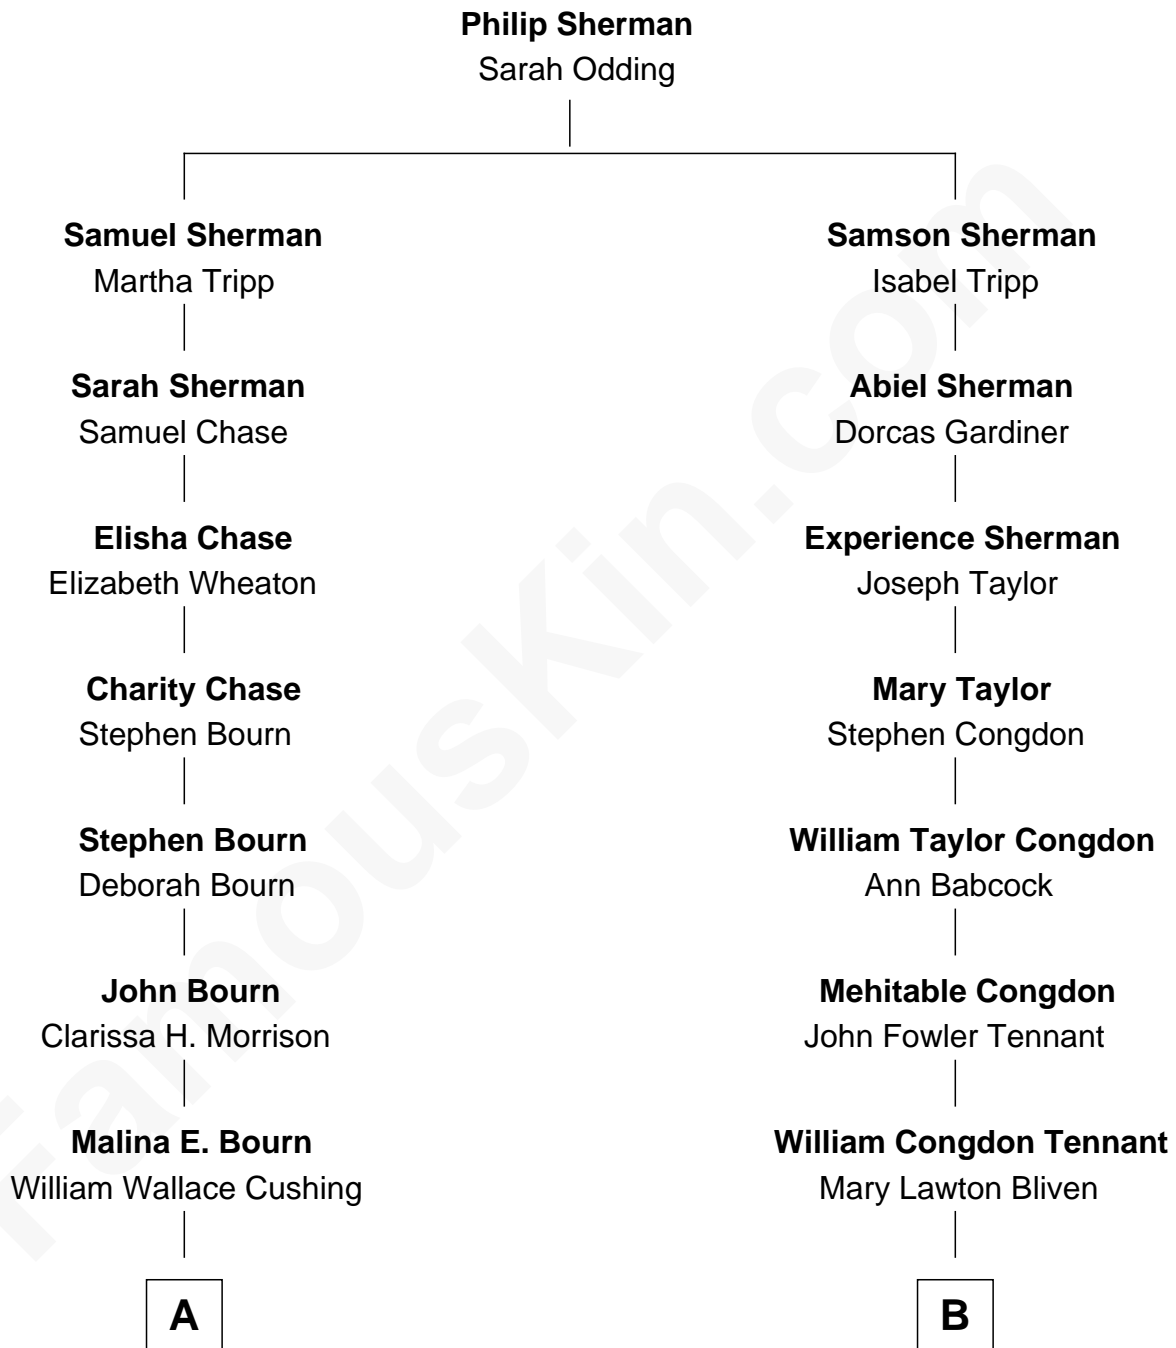 Philip Sherman
Sarah Odding
Samuel Sherman
Martha Tripp
Samson Sherman
Isabel Tripp
Sarah Sherman
Samuel Chase
Abiel Sherman
Dorcas Gardiner
Elisha Chase
Elizabeth Wheaton
Experience Sherman
Joseph Taylor
Charity Chase
Stephen Bourn
Mary Taylor
Stephen Congdon
Stephen Bourn
Deborah Bourn
William Taylor Congdon
Ann Babcock
John Bourn
Clarissa H. Morrison
Mehitable Congdon
John Fowler Tennant
Malina E. Bourn
William Wallace Cushing
William Congdon Tennant
Mary Lawton Bliven
A
B
FamousKin.com